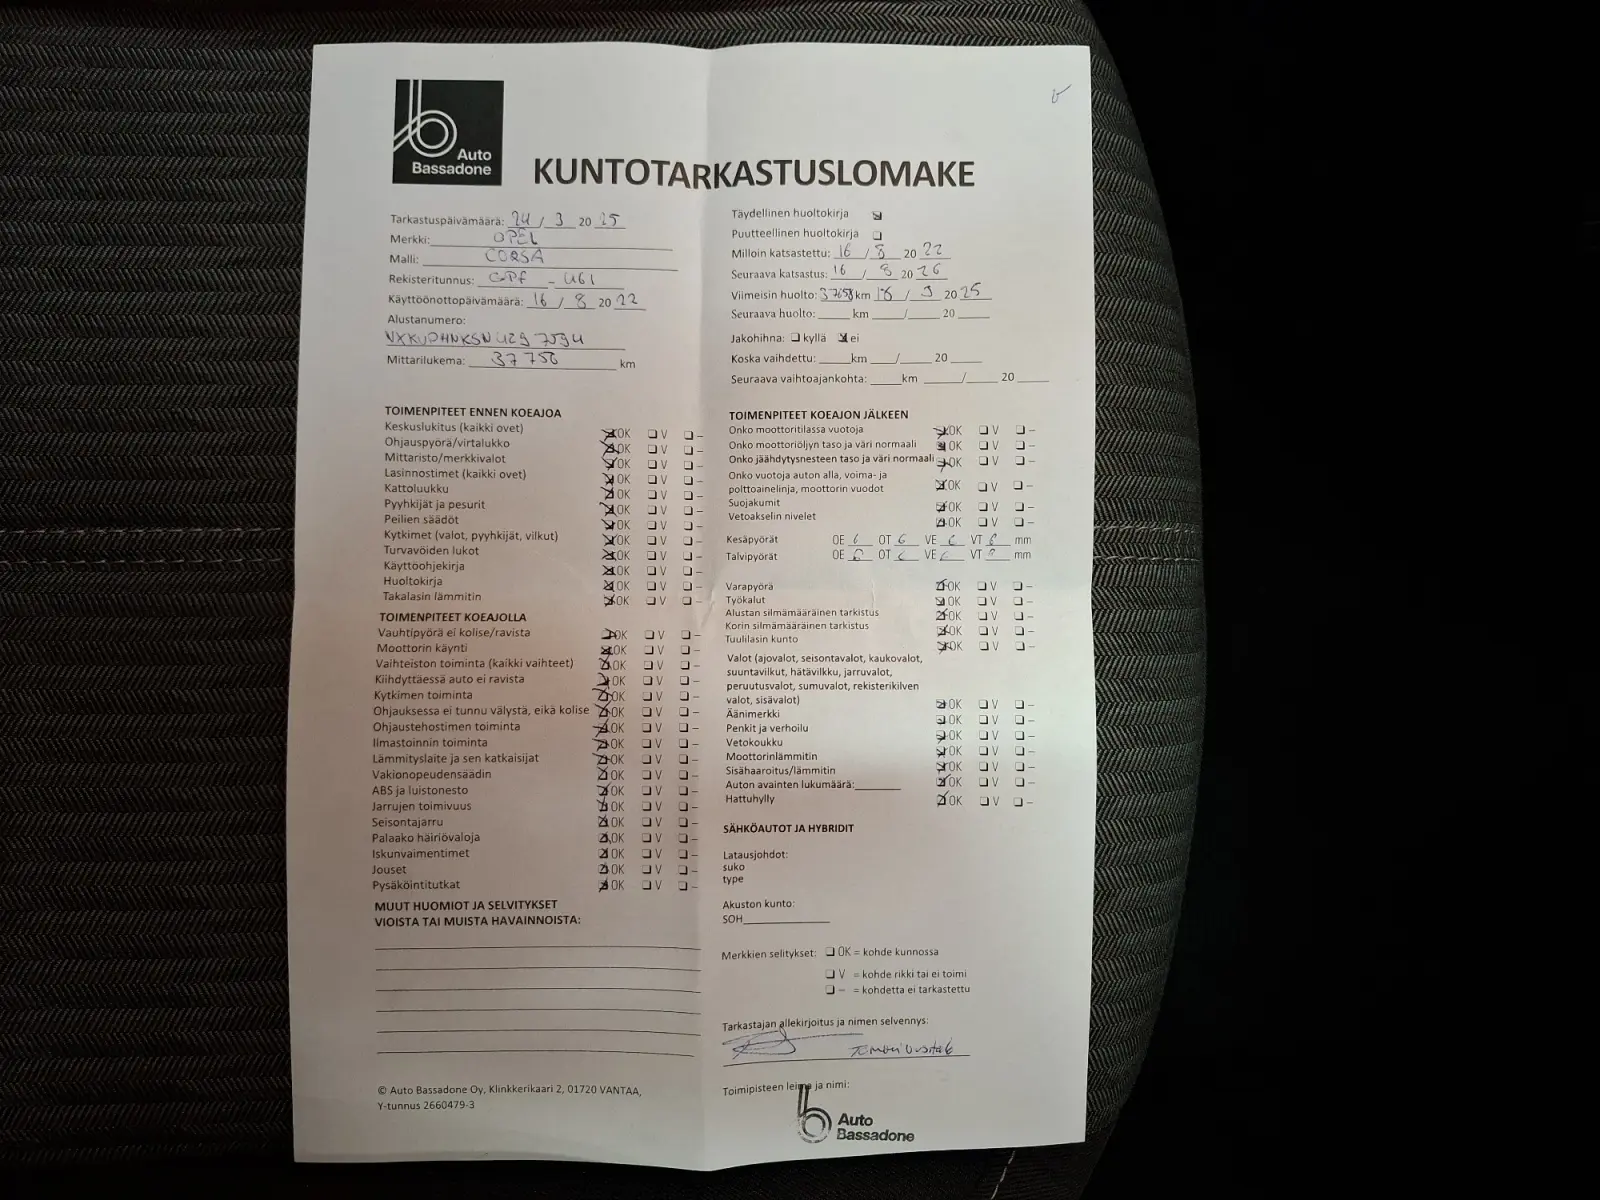 Auto
Bassadone
KUNTOTARKASTUSLOMAKE
Tarkastuspäivämäärä: 24 / 3 20 25
Merkki: OPEL
Malli: CORSA
Rekisteritunnus: GPF - 461
Käyttöönottopäivämäärä: 16 / 8 20 22
Alustanumero:
Mittarilukema: 37 756 km
Täydellinen huoltokirja
Puutteellinen huoltokirja
Milloin katsastettu: 16 / 8 20 22
Seuraava katsastus: 16 / 8 20 26
Viimeisin huolto: km 18 / 3 20 25
Seuraava huolto: km / 20
Jakohihna: kyllä ei
Koska vaihdettu: km / 20
Seuraava vaihtoajankohta: km / 20
TOIMENPITEET ENNEN KOEAJOA
Keskuslukitus (kaikki ovet) OK V –
Ohjauspyörä/virtalukko OK V –
Mittaristo/merkkivalot OK V –
Lasinnostimet (kaikki ovet) OK V –
Kattoluukku OK V –
Pyyhkijät ja pesurit OK V –
Peilien säädöt OK V –
Kytkimet (valot, pyyhkijät, vilkut) OK V –
Turvavöiden lukot OK V –
Käyttöohjekirja OK V –
Huoltokirja OK V –
Takalasin lämmitin OK V –
TOIMENPITEET KOEAJOLLA
Vauhtipyörä ei kolise/ravista OK V –
Moottorin käynti OK V –
Vaihteiston toiminta (kaikki vaihteet) OK V –
Kiihdyttäessä auto ei ravista OK V –
Kytkimen toiminta OK V –
Ohjauksessa ei tunnu välystä, eikä kolise OK V –
Ohjaustehostimen toiminta OK V –
Ilmastoinnin toiminta OK V –
Lämmityslaite ja sen katkaisijat OK V –
Vakionopeudensäädin OK V –
ABS ja luistonesto OK V –
Jarrujen toimivuus OK V –
Seisontajarru OK V –
Palaako häiriövaloja OK V –
Iskunvaimentimet OK V –
Jouset OK V –
Pysäköintitutkat OK V –
MUUT HUOMIOT JA SELVITYKSET
VIOISTA TAI MUISTA HAVAINNOISTA:
© Auto Bassadone Oy, Klinkkerikaari 2, 01720 VANTAA,
Y-tunnus 2660479-3
TOIMENPITEET KOEAJON JÄLKEEN
Onko moottoritilassa vuotoja OK V –
Onko moottoriöljyn taso ja väri normaali OK V –
Onko jäähdytysnesteen taso ja väri normaali OK V –
Onko vuotoja auton alla, voima- ja
polttoainelinja, moottorin vuodot OK V –
Suojakumit OK V –
Vetoakselin nivelet OK V –
Kesäpyörät OE 6 OT 6 VE 6 VT 6 mm
Talvipyörät OE 6 OT VE VT mm
Varapyörä OK V –
Työkalut OK V –
Alustan silmämääräinen tarkistus OK V –
Korin silmämääräinen tarkistus OK V –
Tuulilasin kunto OK V –
Valot (ajovalot, seisontavalot, kaukovalot,
suuntavilkut, hätävilkku, jarruvalot,
peruutusvalot, sumuvalot, rekisterikilven
valot, sisävalot) OK V –
Äänimerkki OK V –
Penkit ja verhoilu OK V –
Vetokoukku OK V –
Moottorinlämmitin OK V –
Sisähaaroitus/lämmitin OK V –
Auton avainten lukumäärä:
Hattuhylly OK V –
SÄHKÖAUTOT JA HYBRIDIT
Latausjohdot:
suko
type
Akuston kunto:
SOH
Merkkien selitykset: OK = kohde kunnossa
V = kohde rikki tai ei toimi
– = kohdetta ei tarkastettu
Tarkastajan allekirjoitus ja nimen selvennys:
Toimipisteen leima ja nimi:
Auto
Bassadone